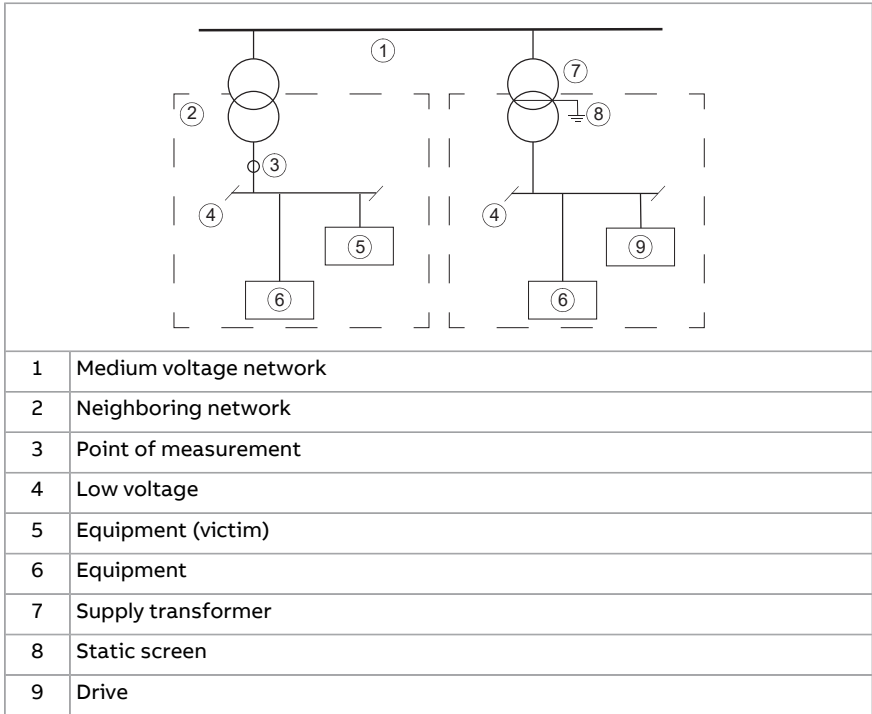 ①
⑦
②
⑧
③
④
④
⑤
⑨
⑥
⑥
1 Medium voltage network
2 Neighboring network
3 Point of measurement
4 Low voltage
5 Equipment (victim)
6 Equipment
7 Supply transformer
8 Static screen
9 Drive